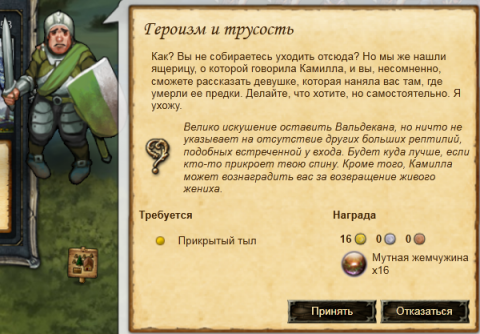 Героизм и трусость
Как? Вы не собираетесь уходить отсюда? Но мы же нашли
ящерицу, о которой говорила Камилла, и вы, несомненно,
сможете рассказать девушке, которая наняла вас там, где
умерли ее предки. Делайте, что хотите, но самостоятельно. Я
ухожу.
Велико искушение оставить Вальдекана, но ничто не
указывает на отсутствие других больших рептилий,
подобных встреченной у входа. Будет куда лучше, если
кто-то прикроет твою спину. Кроме того, Камилла
может вознаградить вас за возвращение живого
жениха.
Требуется
Награда
Прикрытый тыл
16 0 0
Мутная жемчужина
x16
Принять
Отказаться